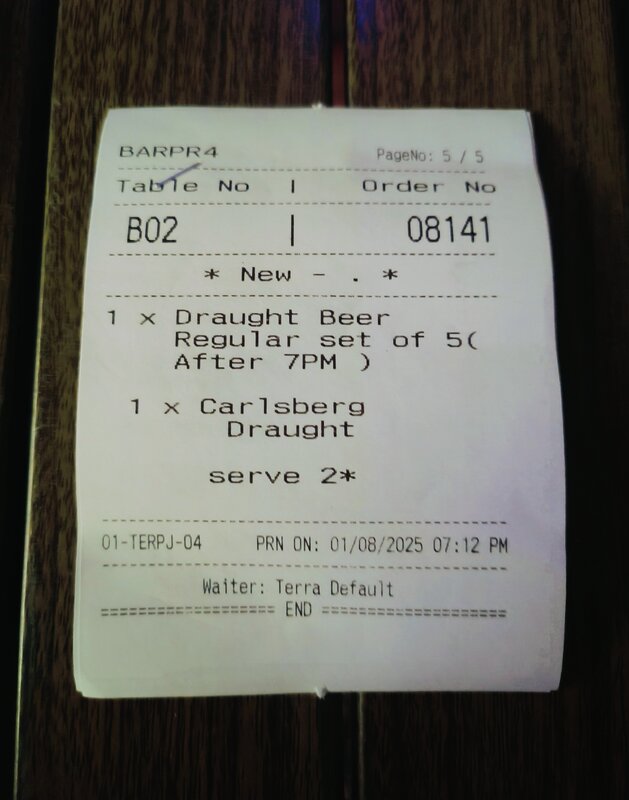 BARPR4 PageNo: 5 / 5
Table No | Order No
B02 | 08141
* New - . *
1 x Draught Beer
Regular set of 5(
After 7PM )
1 x Carlsberg
Draught
serve 2*
01-TERPJ-04 PRN ON: 01/08/2025 07:12 PM
Waiter: Terra Default
=================== END ====================